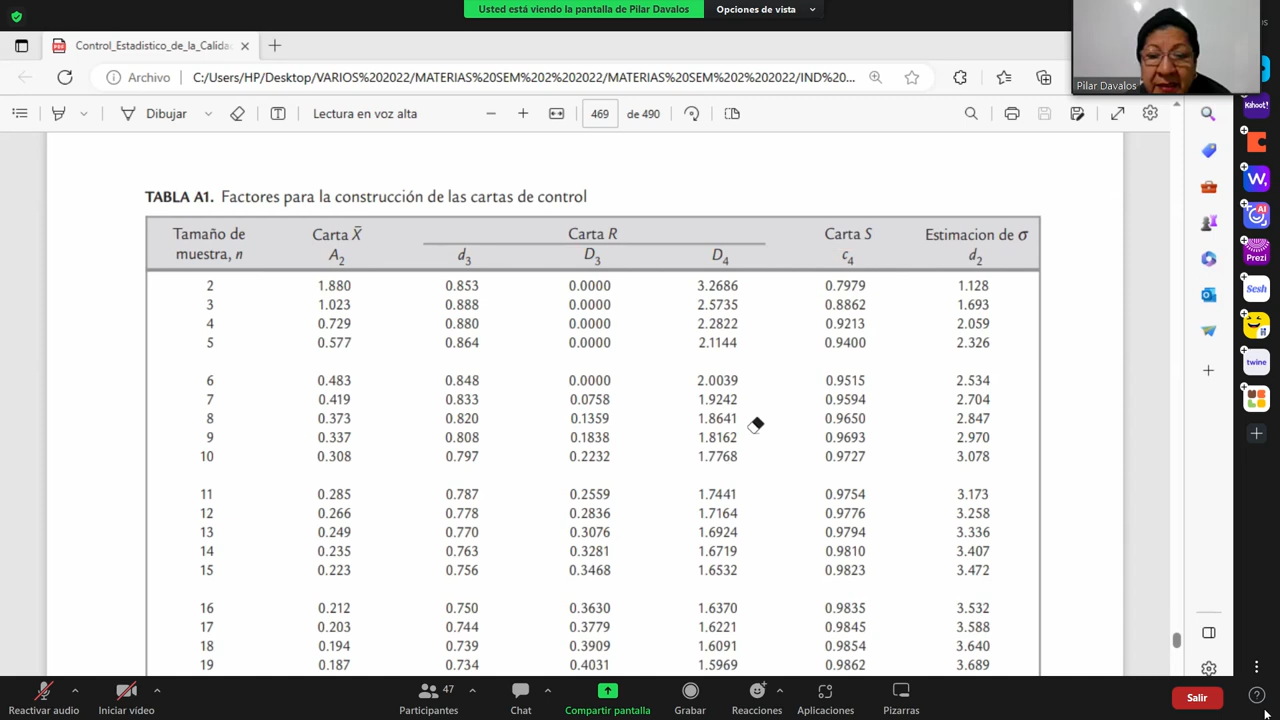 Usted está viendo la pantalla de Pilar Davalos
Opciones de vista
Control_Estadistico_de_la_Calida
Archivo
C:/Users/HP/Desktop/VARIOS%202022/MATERIAS%20SEM%202%202022/MATERIAS%20SEM%202%202022/IND%20...
Pilar Davalos
Dibujar
Lectura en voz alta
469 de 490
TABLA A1. Factores para la construcción de las cartas de control
Tamaño de muestra, n
Carta X̄ A2
Carta R
d3 D3 D4
Carta S c4
Estimacion de σ d2
2 1.880 0.853 0.0000 3.2686 0.7979 1.128
3 1.023 0.888 0.0000 2.5735 0.8862 1.693
4 0.729 0.880 0.0000 2.2822 0.9213 2.059
5 0.577 0.864 0.0000 2.1144 0.9400 2.326
6 0.483 0.848 0.0000 2.0039 0.9515 2.534
7 0.419 0.833 0.0758 1.9242 0.9594 2.704
8 0.373 0.820 0.1359 1.8641 0.9650 2.847
9 0.337 0.808 0.1838 1.8162 0.9693 2.970
10 0.308 0.797 0.2232 1.7768 0.9727 3.078
11 0.285 0.787 0.2559 1.7441 0.9754 3.173
12 0.266 0.778 0.2836 1.7164 0.9776 3.258
13 0.249 0.770 0.3076 1.6924 0.9794 3.336
14 0.235 0.763 0.3281 1.6719 0.9810 3.407
15 0.223 0.756 0.3468 1.6532 0.9823 3.472
16 0.212 0.750 0.3630 1.6370 0.9835 3.532
17 0.203 0.744 0.3779 1.6221 0.9845 3.588
18 0.194 0.739 0.3909 1.6091 0.9854 3.640
19 0.187 0.734 0.4031 1.5969 0.9862 3.689
Kahoot!
W,
AI
Prezi
Sesh
twine
Reactivar audio
Iniciar video
47
Participantes
Chat
Compartir pantalla
Grabar
Reacciones
Aplicaciones
Pizarras
Salir